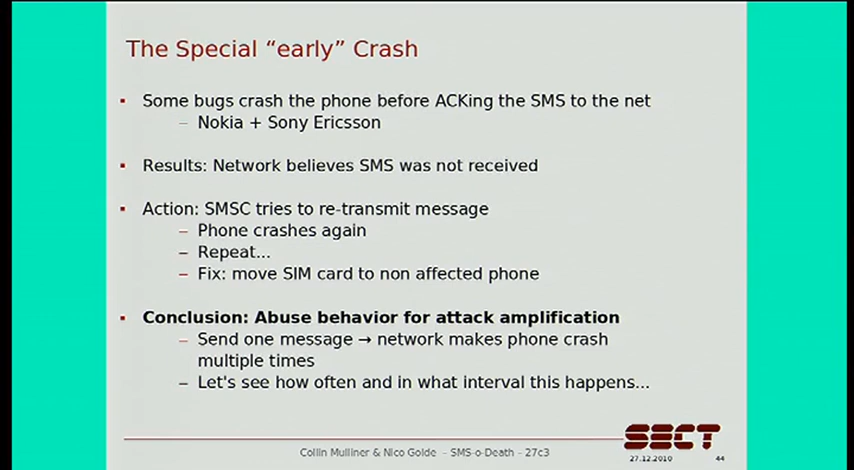 The Special “early” Crash
▪ Some bugs crash the phone before ACKing the SMS to the net
– Nokia + Sony Ericsson
▪ Results: Network believes SMS was not received
▪ Action: SMSC tries to re-transmit message
– Phone crashes again
– Repeat...
– Fix: move SIM card to non affected phone
▪ Conclusion: Abuse behavior for attack amplification
– Send one message → network makes phone crash
multiple times
– Let's see how often and in what interval this happens...
SECT
Collin Mulliner & Nico Golde – SMS-o-Death – 27c3
27.12.2010
44